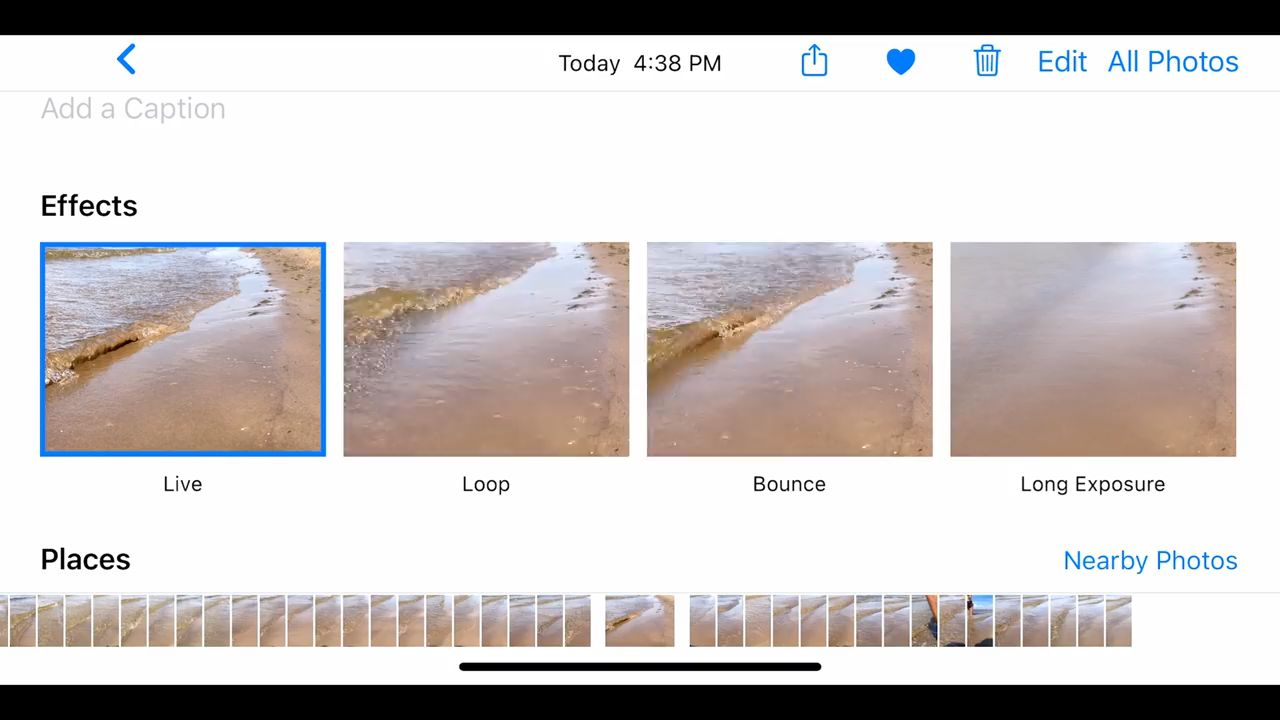 Today 4:38 PM
Edit All Photos
Add a Caption
Effects
Live
Loop
Bounce
Long Exposure
Places
Nearby Photos